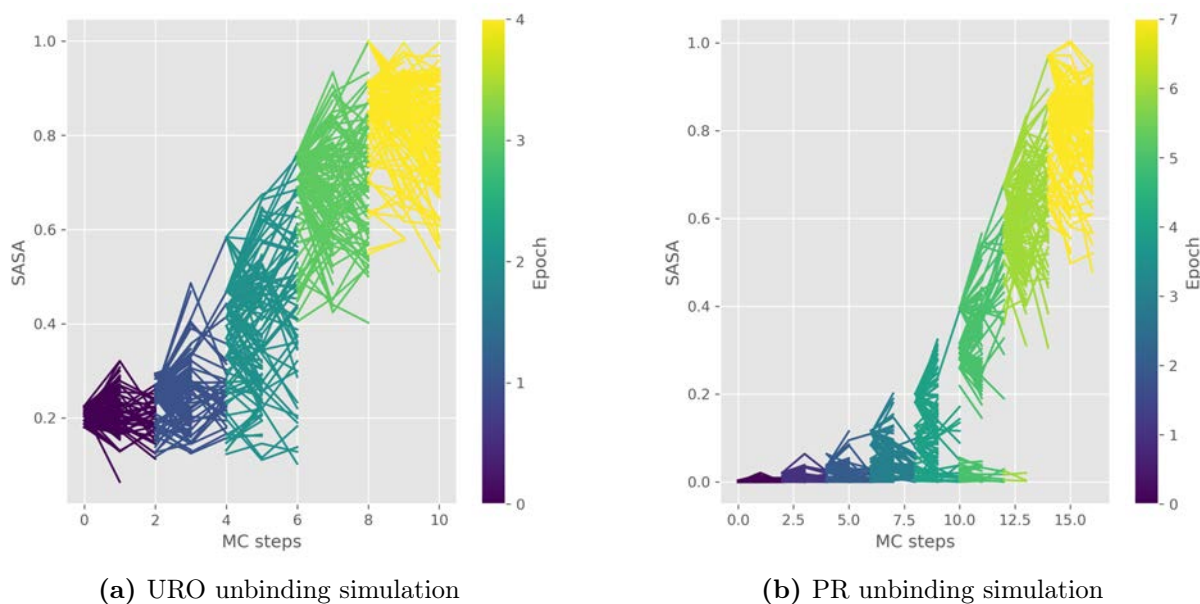 1.0
0.8
0.6
0.4
0.2
SASA
0 2 4 6 8 10
MC steps
4
3
2
1
0
Epoch
(a) URO unbinding simulation
1.0
0.8
0.6
0.4
0.2
0.0
SASA
0.0 2.5 5.0 7.5 10.0 12.5 15.0
MC steps
7
6
5
4
3
2
1
0
Epoch
(b) PR unbinding simulation